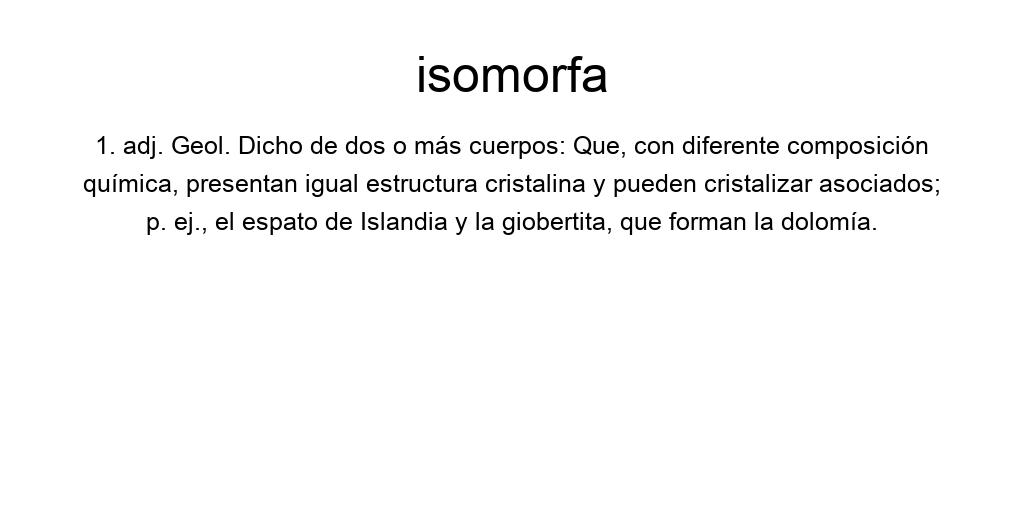 isomorfa
1. adj. Geol. Dicho de dos o más cuerpos: Que, con diferente composición
química, presentan igual estructura cristalina y pueden cristalizar asociados;
p. ej., el espato de Islandia y la giobertita, que forman la dolomía.